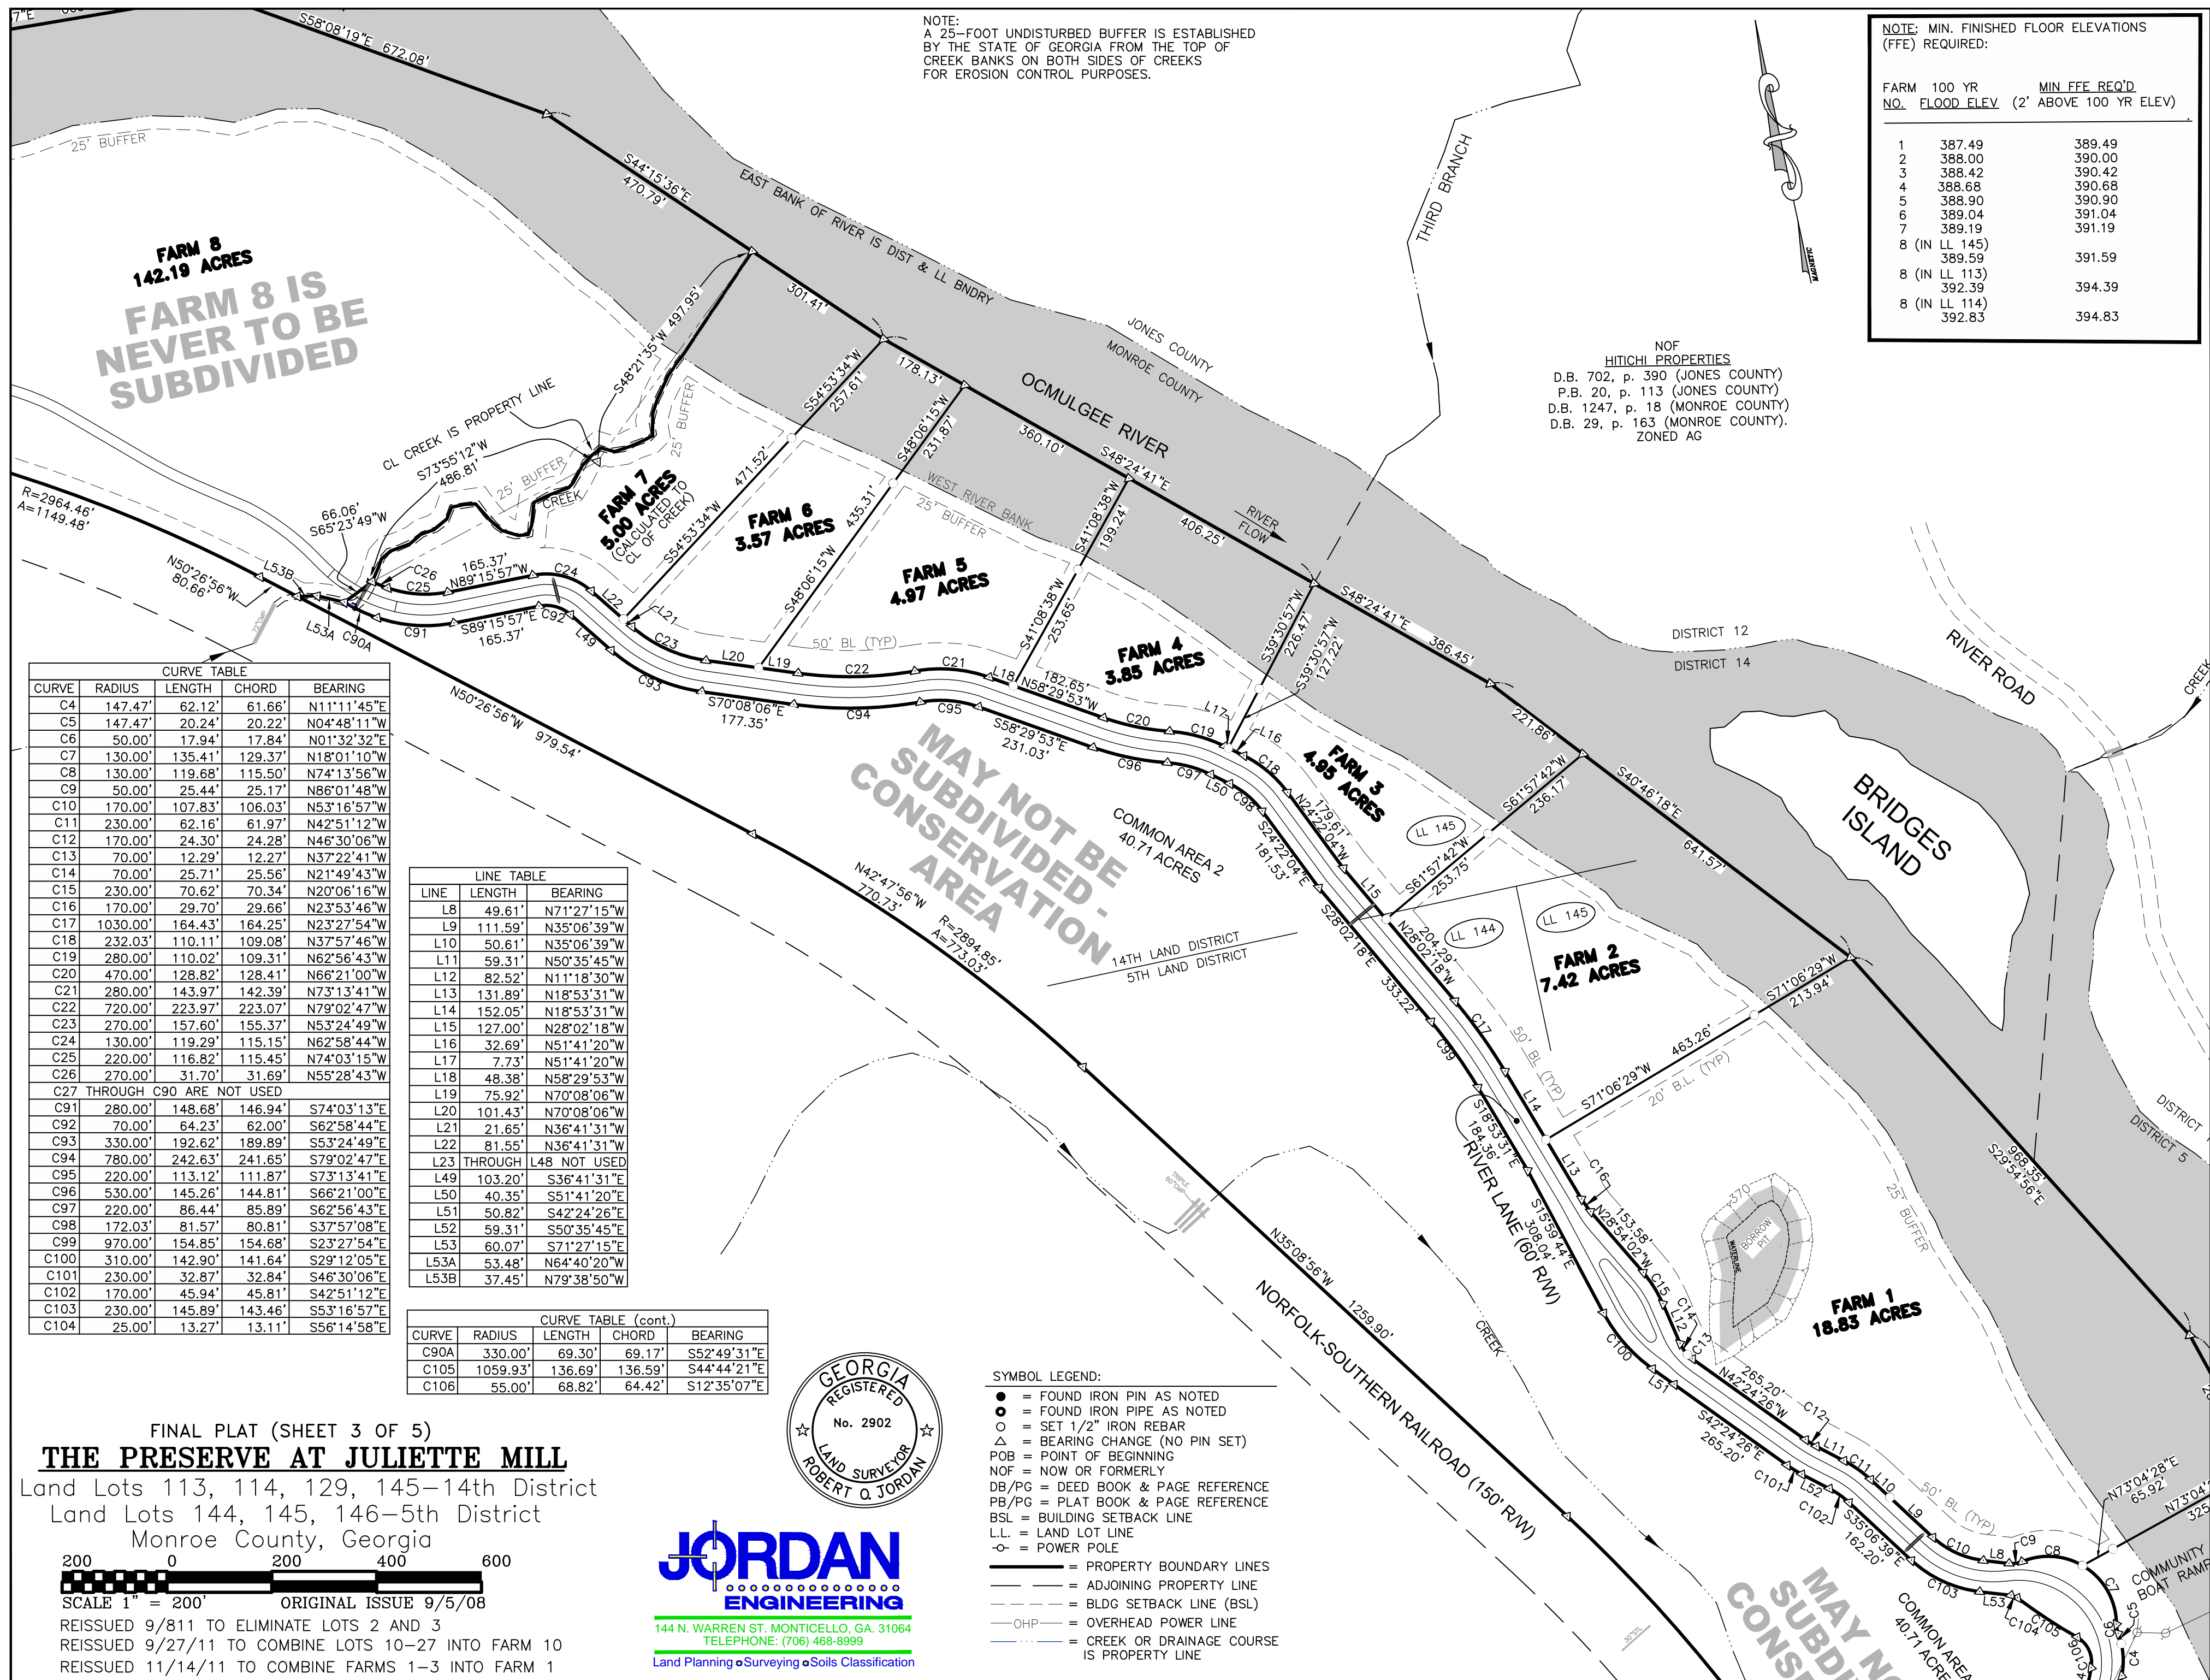 NOTE:
A 25-FOOT UNDISTURBED BUFFER IS ESTABLISHED
BY THE STATE OF GEORGIA FROM THE TOP OF
CREEK BANKS ON BOTH SIDES OF CREEKS
FOR EROSION CONTROL PURPOSES.
NOTE: MIN. FINISHED FLOOR ELEVATIONS
(FFE) REQUIRED:
FARM 100 YR MIN FFE REQ'D
NO. FLOOD ELEV (2' ABOVE 100 YR ELEV)
1 387.49 389.49
2 388.00 390.00
3 388.42 390.42
4 388.68 390.68
5 388.90 390.90
6 389.04 391.04
7 389.19 391.19
8 (IN LL 145)
389.59 391.59
8 (IN LL 113)
392.39 394.39
8 (IN LL 114)
392.83 394.83
MAGNETIC
NOF
HITICHI PROPERTIES
D.B. 702, p. 390 (JONES COUNTY)
P.B. 20, p. 113 (JONES COUNTY)
D.B. 1247, p. 18 (MONROE COUNTY)
D.B. 29, p. 163 (MONROE COUNTY).
ZONED AG
S58°08'19"E 672.08'
25' BUFFER
S44°15'36"E
470.79'
EAST BANK OF RIVER IS DIST & LL BNDRY
THIRD BRANCH
FARM 8
142.19 ACRES
FARM 8 IS
NEVER TO BE
SUBDIVIDED
301.41'
S48°21'35"W 497.95'
JONES COUNTY
MONROE COUNTY
178.13'
OCMULGEE RIVER
S54°53'34"W
257.61'
S48°06'15"W
231.87'
360.10'
S48°24'41"E
CL CREEK IS PROPERTY LINE
S73°55'12"W
486.81'
25' BUFFER
CREEK
25' BUFFER
FARM 7
5.00 ACRES
(CALCULATED TO
CL OF CREEK)
471.52'
S54°53'34"W
FARM 6
3.57 ACRES
435.31'
S48°06'15"W
WEST RIVER BANK
25' BUFFER
S41°08'38"W
199.24'
RIVER
FLOW
406.25'
R=2964.46'
A=1149.48'
66.06'
S65°23'49"W
N50°26'56"W
80.66'
L53B
L53A
C90A
C26
C25
165.37'
N89°15'57"W
C24
L22
L21
C23
L20
L19
C22
C21
L18
C91
S89°15'57"E
165.37'
C92
L49
C93
S70°08'06"E
177.35'
C94
C95
S58°29'53"E
231.03'
FARM 5
4.97 ACRES
50' BL (TYP)
S41°08'38"W
253.65'
FARM 4
3.85 ACRES
182.65'
N58°29'53"W
C20
C19
L17
L16
C18
S39°30'57"W
226.47'
S39°30'57"W
127.22'
S48°24'41"E
386.45'
221.86'
DISTRICT 12
DISTRICT 14
RIVER ROAD
CREEK
N50°26'56"W
979.54'
C96
C97
L50
C98
FARM 3
4.95 ACRES
179.61'
N24°22'04"W
S24°22'04"E
181.53'
LL 145
S61°57'42"W
236.17'
S61°57'42"W
253.75'
S40°46'18"E
641.57'
BRIDGES
ISLAND
MAY NOT BE
SUBDIVIDED -
CONSERVATION
AREA
COMMON AREA 2
40.71 ACRES
N42°47'56"W
770.73'
R=2894.85'
A=773.03'
14TH LAND DISTRICT
5TH LAND DISTRICT
L15
204.29'
N28°02'18"W
S28°02'18"E
333.22'
LL 144
LL 145
FARM 2
7.42 ACRES
C17
C99
L14
50' BL (TYP)
S71°06'29"W
213.94'
S71°06'29"W 463.26'
20' B.L. (TYP)
968.35'
S29°54'56"E
DISTRICT 5
S18°53'31"E
184.36'
RIVER LANE (60' R/W)
L13
C16
153.58'
N28°54'02"W
S15°59'44"E
308.04'
C15
C14
L12
C13
370
BORROW
PIT
WATERLINE
25' BUFFER
FARM 1
18.83 ACRES
TRIPLE
60"CMP
N35°08'56"W
1259.90'
CREEK
NORFOLK-SOUTHERN RAILROAD (150' R/W)
C100
L51
265.20'
N42°24'26"W
S42°24'26"E
265.20'
C12
L11
C11
L10
L9
C10
L8
C9
C8
C7
C101
L52
C102
S35°06'39"E
162.20'
C103
L53
C104
C105
C106
C5
C6
C4
50' BL (TYP)
N73°04'28"E
65.92'
COMMUNITY
BOAT RAMP
COMMON AREA
CURVE TABLE
CURVE RADIUS LENGTH CHORD BEARING
C4 147.47' 62.12' 61.66' N11°11'45"E
C5 147.47' 20.24' 20.22' N04°48'11"W
C6 50.00' 17.94' 17.84' N01°32'32"E
C7 130.00' 135.41' 129.37' N18°01'10"W
C8 130.00' 119.68' 115.50' N74°13'56"W
C9 50.00' 25.44' 25.17' N86°01'48"W
C10 170.00' 107.83' 106.03' N53°16'57"W
C11 230.00' 62.16' 61.97' N42°51'12"W
C12 170.00' 24.30' 24.28' N46°30'06"W
C13 70.00' 12.29' 12.27' N37°22'41"W
C14 70.00' 25.71' 25.56' N21°49'43"W
C15 230.00' 70.62' 70.34' N20°06'16"W
C16 170.00' 29.70' 29.66' N23°53'46"W
C17 1030.00' 164.43' 164.25' N23°27'54"W
C18 232.03' 110.11' 109.08' N37°57'46"W
C19 280.00' 110.02' 109.31' N62°56'43"W
C20 470.00' 128.82' 128.41' N66°21'00"W
C21 280.00' 143.97' 142.39' N73°13'41"W
C22 720.00' 223.97' 223.07' N79°02'47"W
C23 270.00' 157.60' 155.37' N53°24'49"W
C24 130.00' 119.29' 115.15' N62°58'44"W
C25 220.00' 116.82' 115.45' N74°03'15"W
C26 270.00' 31.70' 31.69' N55°28'43"W
C27 THROUGH C90 ARE NOT USED
C91 280.00' 148.68' 146.94' S74°03'13"E
C92 70.00' 64.23' 62.00' S62°58'44"E
C93 330.00' 192.62' 189.89' S53°24'49"E
C94 780.00' 242.63' 241.65' S79°02'47"E
C95 220.00' 113.12' 111.87' S73°13'41"E
C96 530.00' 145.26' 144.81' S66°21'00"E
C97 220.00' 86.44' 85.89' S62°56'43"E
C98 172.03' 81.57' 80.81' S37°57'08"E
C99 970.00' 154.85' 154.68' S23°27'54"E
C100 310.00' 142.90' 141.64' S29°12'05"E
C101 230.00' 32.87' 32.84' S46°30'06"E
C102 170.00' 45.94' 45.81' S42°51'12"E
C103 230.00' 145.89' 143.46' S53°16'57"E
C104 25.00' 13.27' 13.11' S56°14'58"E
LINE TABLE
LINE LENGTH BEARING
L8 49.61' N71°27'15"W
L9 111.59' N35°06'39"W
L10 50.61' N35°06'39"W
L11 59.31' N50°35'45"W
L12 82.52' N11°18'30"W
L13 131.89' N18°53'31"W
L14 152.05' N18°53'31"W
L15 127.00' N28°02'18"W
L16 32.69' N51°41'20"W
L17 7.73' N51°41'20"W
L18 48.38' N58°29'53"W
L19 75.92' N70°08'06"W
L20 101.43' N70°08'06"W
L21 21.65' N36°41'31"W
L22 81.55' N36°41'31"W
L23 THROUGH L48 NOT USED
L49 103.20' S36°41'31"E
L50 40.35' S51°41'20"E
L51 50.82' S42°24'26"E
L52 59.31' S50°35'45"E
L53 60.07' S71°27'15"E
L53A 53.48' N64°40'20"W
L53B 37.45' N79°38'50"W
CURVE TABLE (cont.)
CURVE RADIUS LENGTH CHORD BEARING
C90A 330.00' 69.30' 69.17' S52°49'31"E
C105 1059.93' 136.69' 136.59' S44°44'21"E
C106 55.00' 68.82' 64.42' S12°35'07"E
FINAL PLAT (SHEET 3 OF 5)
THE PRESERVE AT JULIETTE MILL
Land Lots 113, 114, 129, 145-14th District
Land Lots 144, 145, 146-5th District
Monroe County, Georgia
200 0 200 400 600
SCALE 1" = 200' ORIGINAL ISSUE 9/5/08
REISSUED 9/811 TO ELIMINATE LOTS 2 AND 3
REISSUED 9/27/11 TO COMBINE LOTS 10-27 INTO FARM 10
REISSUED 11/14/11 TO COMBINE FARMS 1-3 INTO FARM 1
GEORGIA
REGISTERED
No. 2902
LAND SURVEYOR
ROBERT O. JORDAN
JORDAN
ENGINEERING
144 N. WARREN ST. MONTICELLO, GA. 31064
TELEPHONE: (706) 468-8999
Land Planning Surveying Soils Classification
SYMBOL LEGEND:
= FOUND IRON PIN AS NOTED
= FOUND IRON PIPE AS NOTED
= SET 1/2" IRON REBAR
= BEARING CHANGE (NO PIN SET)
POB = POINT OF BEGINNING
NOF = NOW OR FORMERLY
DB/PG = DEED BOOK & PAGE REFERENCE
PB/PG = PLAT BOOK & PAGE REFERENCE
BSL = BUILDING SETBACK LINE
L.L. = LAND LOT LINE
= POWER POLE
= PROPERTY BOUNDARY LINES
= ADJOINING PROPERTY LINE
= BLDG SETBACK LINE (BSL)
OHP = OVERHEAD POWER LINE
= CREEK OR DRAINAGE COURSE
IS PROPERTY LINE